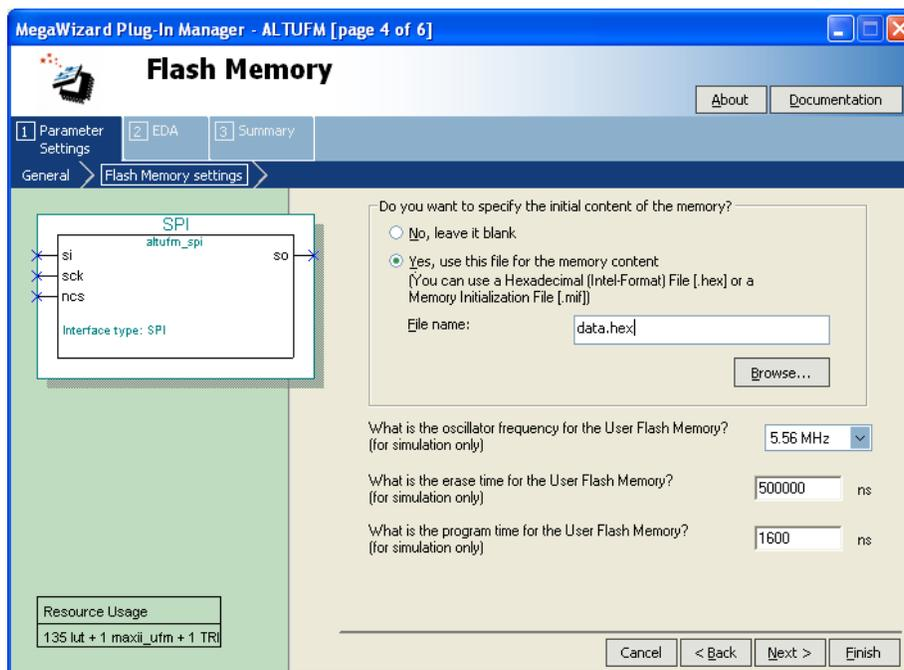 MegaWizard Plug-In Manager - ALTUFM [page 4 of 6]
Flash Memory
About
Documentation
1 Parameter Settings
2 EDA
3 Summary
General
Flash Memory settings
SPI
altufm_spi
si
so
sck
ncs
Interface type: SPI
Do you want to specify the initial content of the memory?
No, leave it blank
Yes, use this file for the memory content
(You can use a Hexadecimal (Intel-Format) File [.hex] or a
Memory Initialization File [.mif])
File name:
data.hex
Browse...
What is the oscillator frequency for the User Flash Memory?
(for simulation only)
5.56 MHz
What is the erase time for the User Flash Memory?
(for simulation only)
500000
ns
What is the program time for the User Flash Memory?
(for simulation only)
1600
ns
Resource Usage
135 lut + 1 maxii_ufm + 1 TRI
Cancel
< Back
Next >
Finish